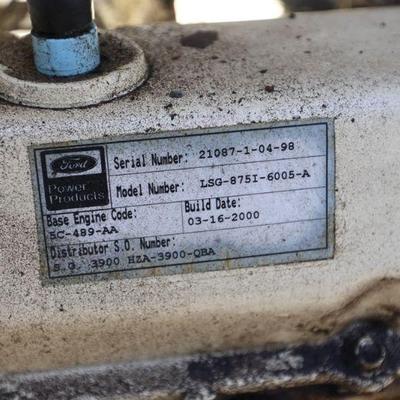 Ford
Power
Products
Serial Number: 21087-1-04-98
Model Number: LSG-875I-6005-A
Base Engine Code:
5C-489-AA
Build Date:
03-16-2000
Distributor S.O. Number:
S.O. 3900 HZA-3900-QBA